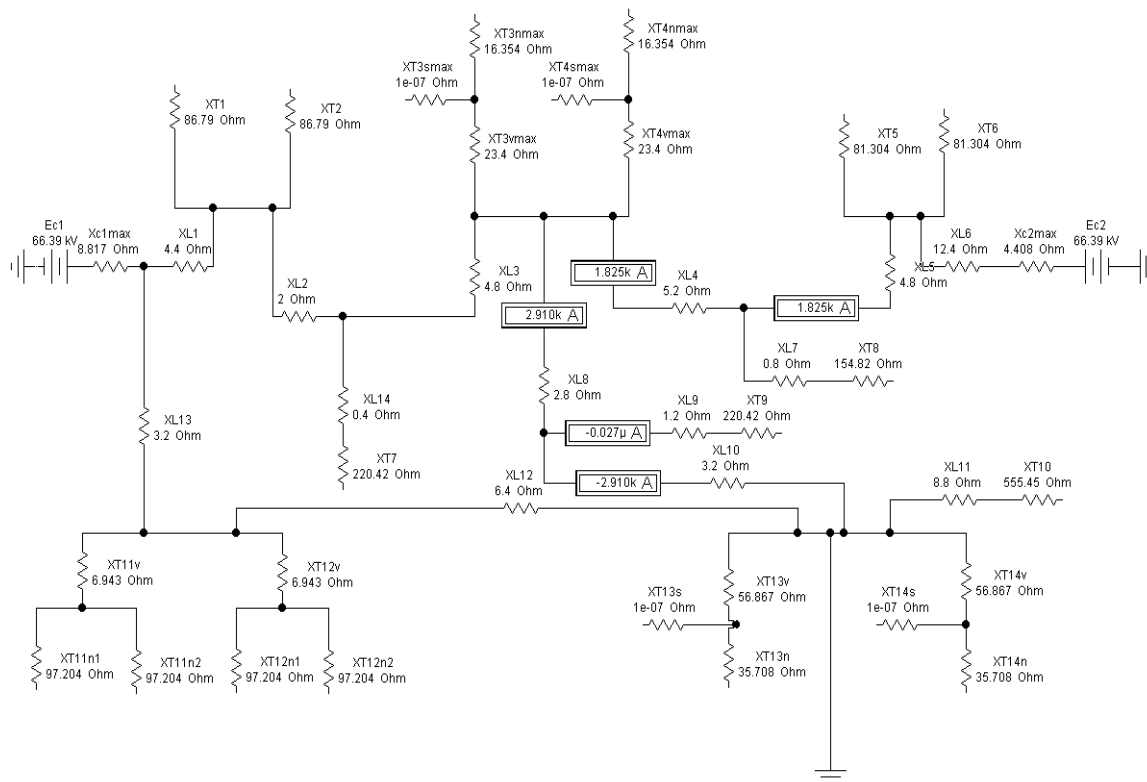 XT3nmax
16.354 Ohm
XT4nmax
16.354 Ohm
XT3smax
1e-07 Ohm
XT4smax
1e-07 Ohm
XT1
86.79 Ohm
XT2
86.79 Ohm
XT3vmax
23.4 Ohm
XT4vmax
23.4 Ohm
XT5
81.304 Ohm
XT6
81.304 Ohm
Ec1
66.39 kV
Xc1max
8.817 Ohm
XL1
4.4 Ohm
XL6
12.4 Ohm
Xc2max
4.408 Ohm
Ec2
66.39 kV
XL3
4.8 Ohm
1.825k A
XL4
5.2 Ohm
XL5
4.8 Ohm
XL2
2 Ohm
2.910k A
1.825k A
XL7
0.8 Ohm
XT8
154.82 Ohm
XL8
2.8 Ohm
XL14
0.4 Ohm
XL9
1.2 Ohm
XT9
220.42 Ohm
XL13
3.2 Ohm
-0.027µ A
XT7
220.42 Ohm
XL10
3.2 Ohm
-2.910k A
XL12
6.4 Ohm
XL11
8.8 Ohm
XT10
555.45 Ohm
XT11v
6.943 Ohm
XT12v
6.943 Ohm
XT13v
56.867 Ohm
XT14v
56.867 Ohm
XT13s
1e-07 Ohm
XT14s
1e-07 Ohm
XT11n1
97.204 Ohm
XT11n2
97.204 Ohm
XT12n1
97.204 Ohm
XT12n2
97.204 Ohm
XT13n
35.708 Ohm
XT14n
35.708 Ohm